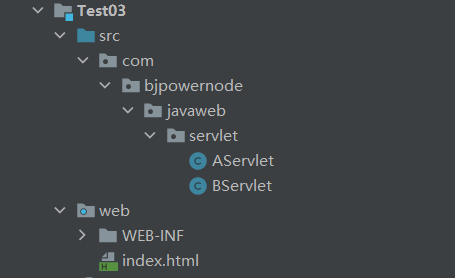 Test03
src
com
bjpowernode
javaweb
servlet
AServlet
BServlet
web
WEB-INF
index.html